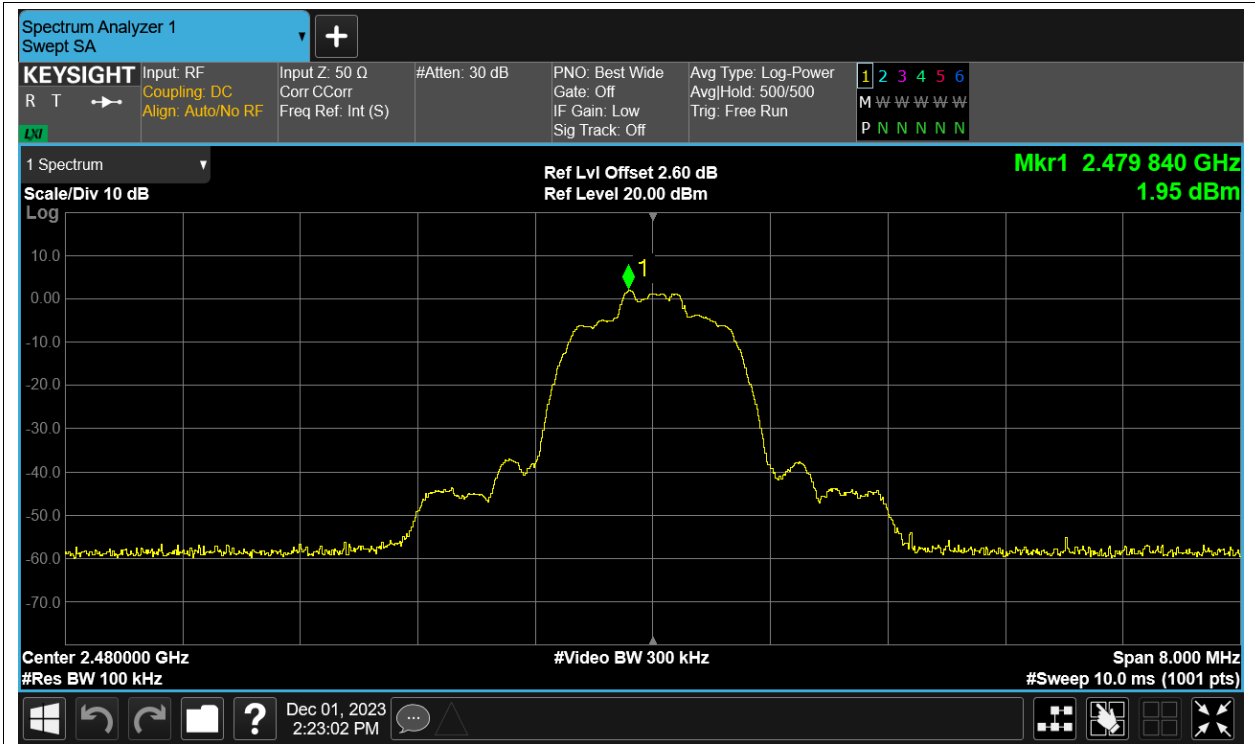 Spectrum Analyzer 1
Swept SA
KEYSIGHT
R T
LXI
Input: RF
Coupling: DC
Align: Auto/No RF
Input Z: 50 Ω
Corr CCorr
Freq Ref: Int (S)
#Atten: 30 dB
PNO: Best Wide
Gate: Off
IF Gain: Low
Sig Track: Off
Avg Type: Log-Power
Avg|Hold: 500/500
Trig: Free Run
1 2 3 4 5 6
M W W W W W
P N N N N N
1 Spectrum
Scale/Div 10 dB
Log
Ref Lvl Offset 2.60 dB
Ref Level 20.00 dBm
Mkr1 2.479 840 GHz
1.95 dBm
10.0
1
0.00
-10.0
-20.0
-30.0
-40.0
-50.0
-60.0
-70.0
Center 2.480000 GHz
#Video BW 300 kHz
Span 8.000 MHz
#Res BW 100 kHz
#Sweep 10.0 ms (1001 pts)
?
Dec 01, 2023
2:23:02 PM